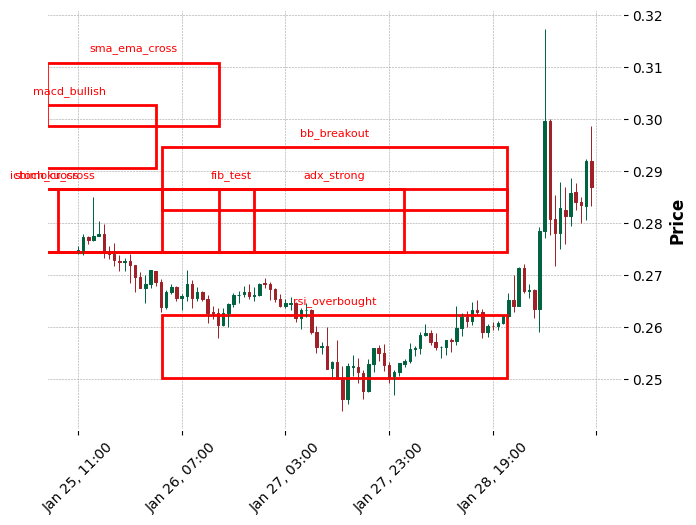 0.32
sma_ema_cross
0.31
macd_bullish
0.30
bb_breakout
0.29
fib_test
adx_strong
0.28
0.27
rsi_overbought
0.26
0.25
Price
Jan 25, 11:00
Jan 26, 07:00
Jan 27, 03:00
Jan 27, 23:00
Jan 28, 19:00